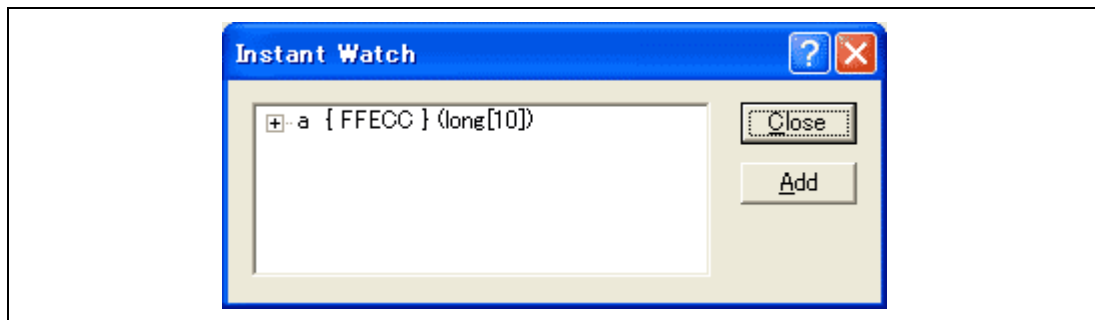 Instant Watch
a { FFECC } (long[10])
Close
Add